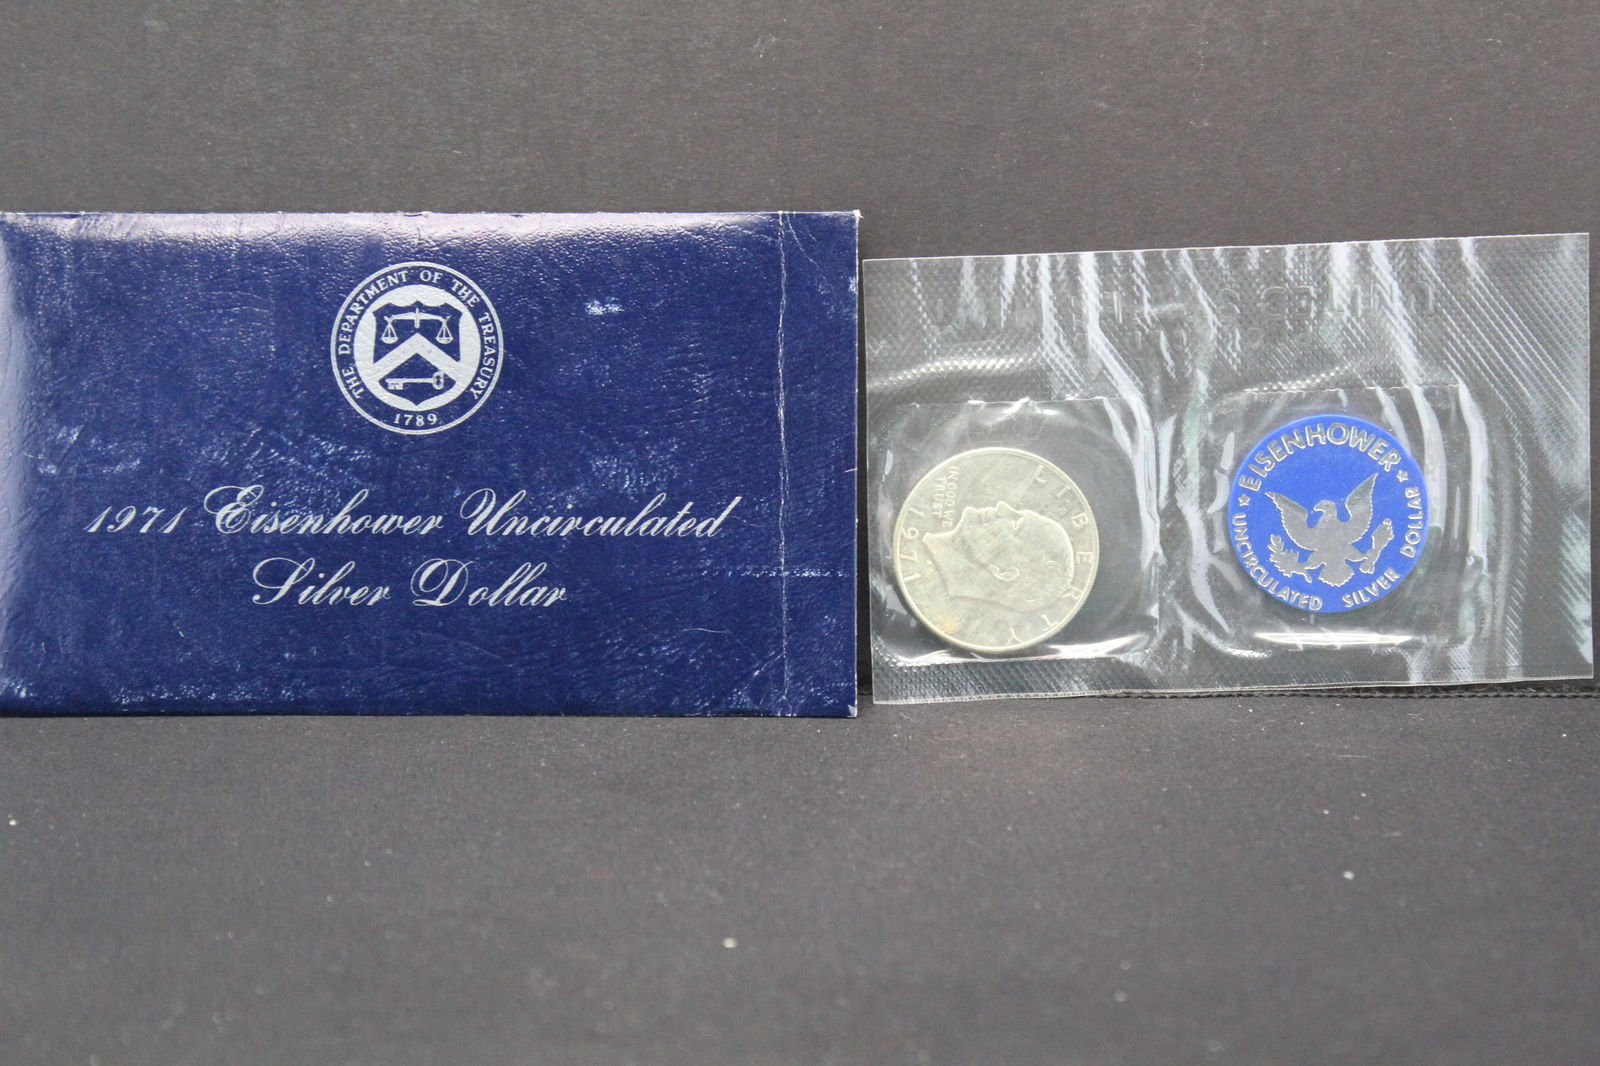 THE DEPARTMENT OF THE TREASURY
1789
1971 Eisenhower Uncirculated
Silver Dollar
LIBERTY
IN GOD WE
TRUST
1971
EISENHOWER
UNCIRCULATED SILVER DOLLAR